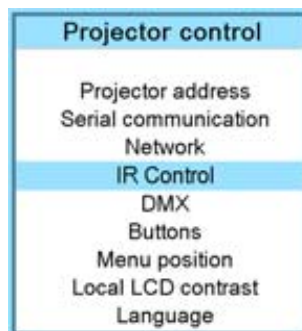 Projector control
Projector address
Serial communication
Network
IR Control
DMX
Buttons
Menu position
Local LCD contrast
Language